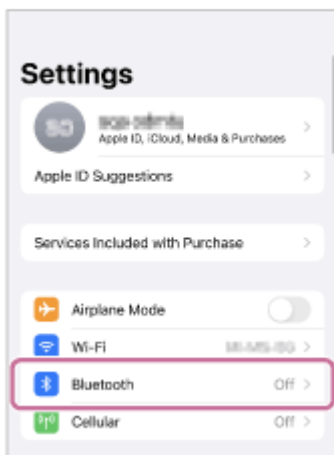 Settings
Apple ID, iCloud, Media & Purchases
Apple ID Suggestions
Services Included with Purchase
Airplane Mode
Wi-Fi
Bluetooth Off
Cellular Off